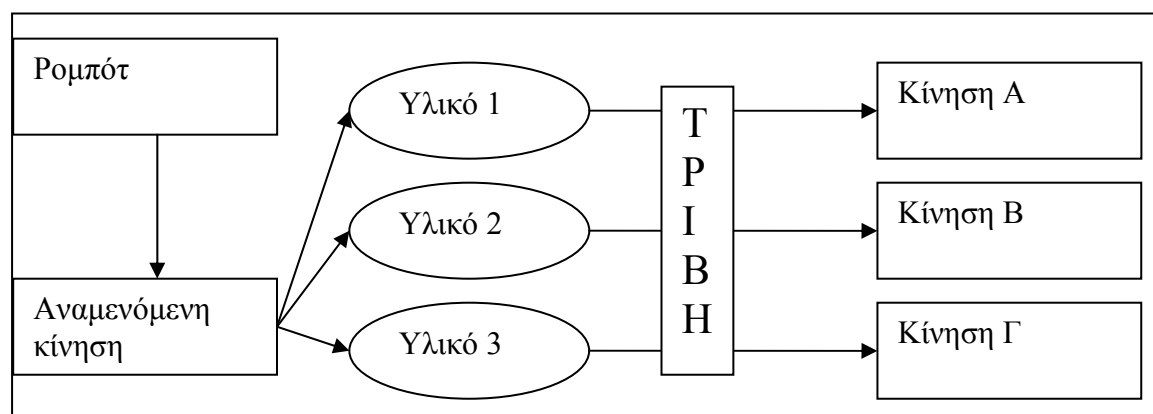 Ρομπότ
Αναμενόμενη
κίνηση
Υλικό 1
Υλικό 2
Υλικό 3
Τ
Ρ
Ι
Β
Η
Κίνηση Α
Κίνηση Β
Κίνηση Γ